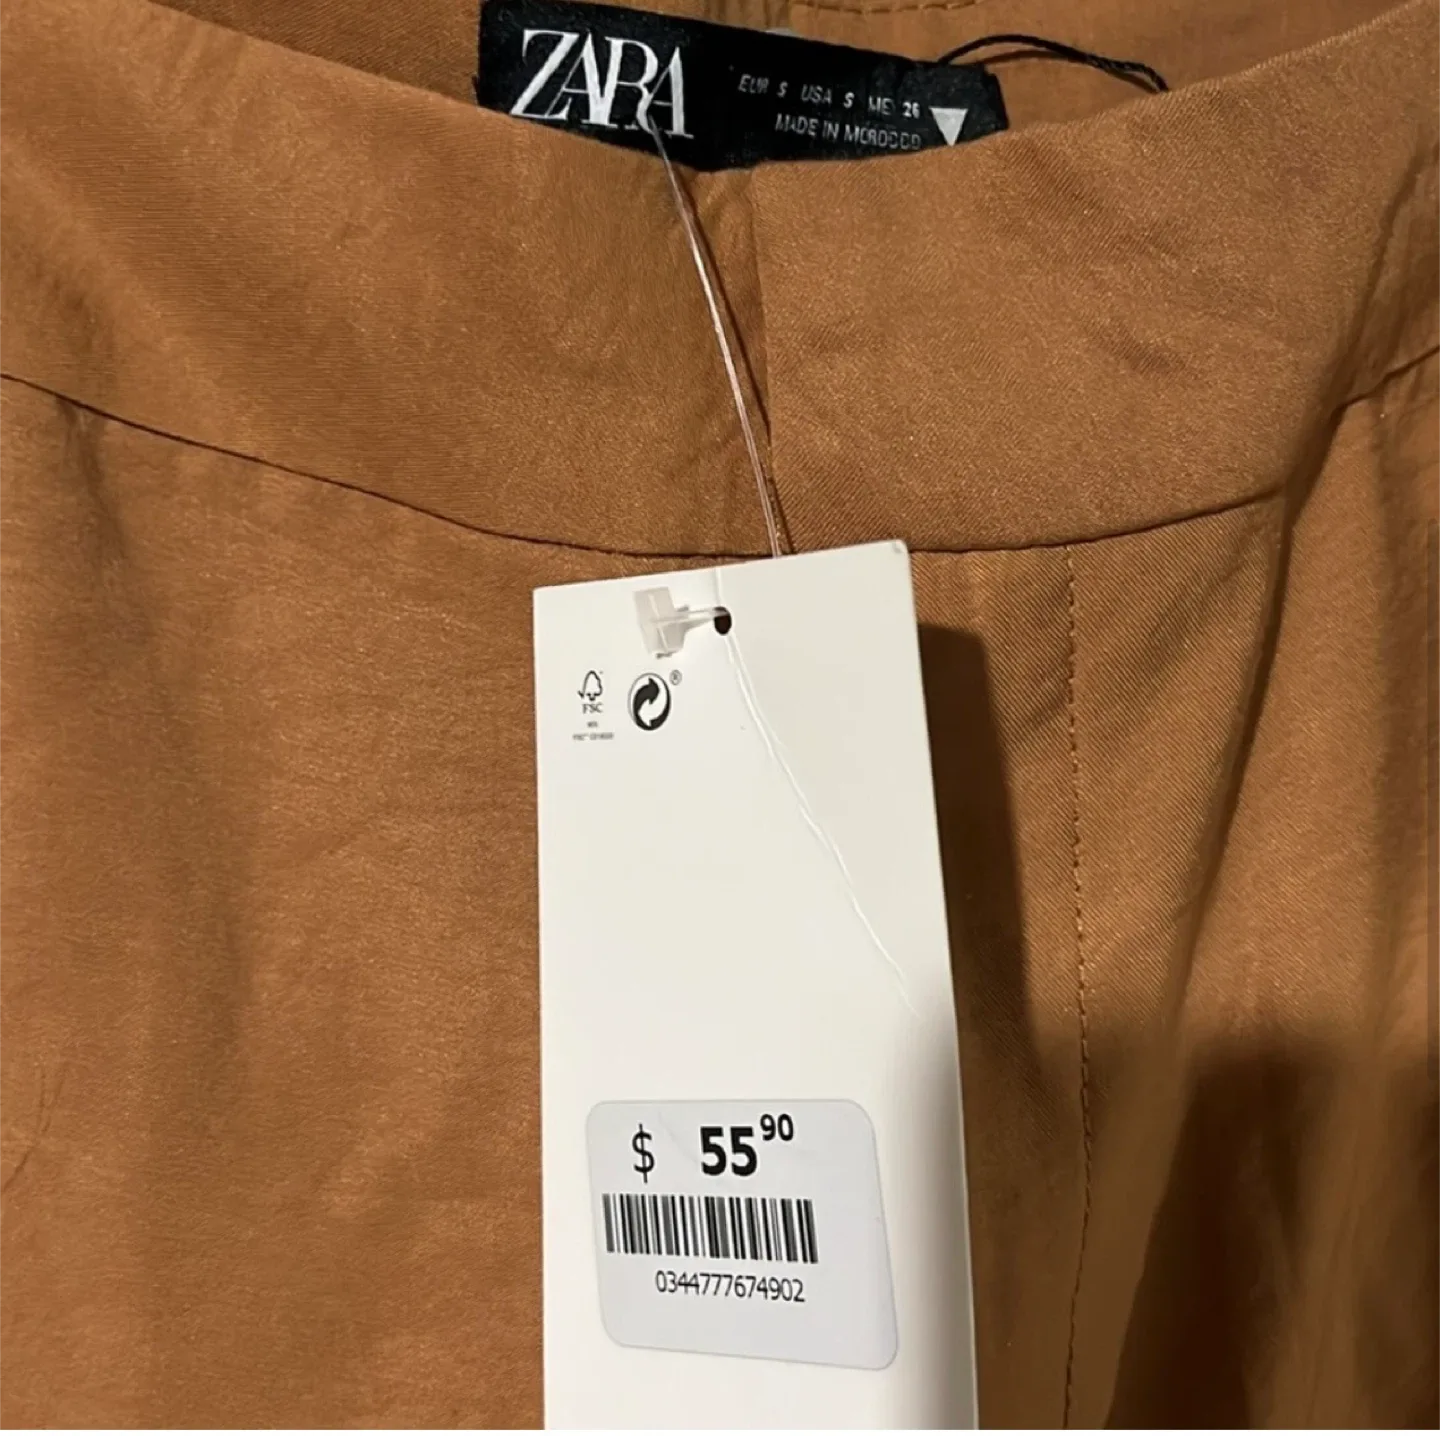 ZARA
EUR S USA S MEX 26
MADE IN MOROCCO
®
FSC
$ 55 90
0344777674902